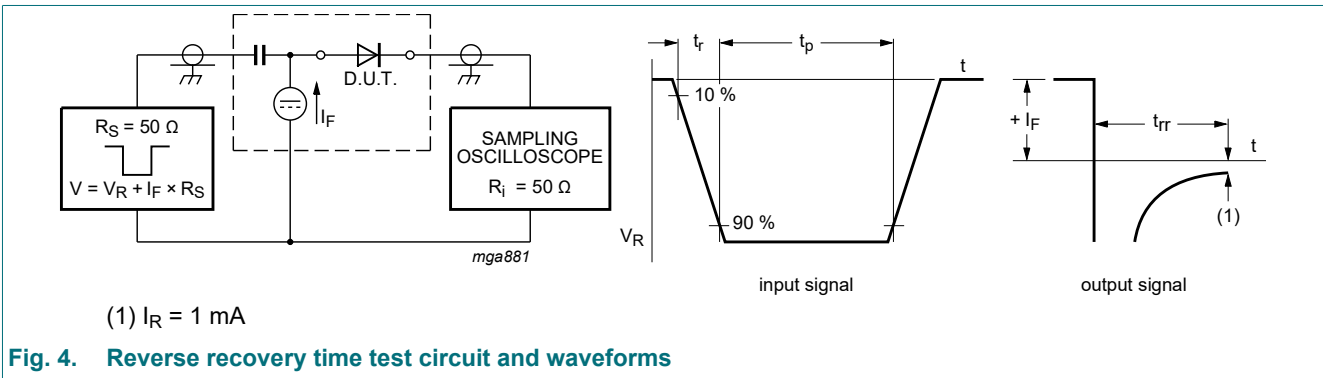 D.U.T.
I_F
R_S = 50 Ω
V = V_R + I_F × R_S
SAMPLING
OSCILLOSCOPE
R_i = 50 Ω
mga881
t_r
t_p
t
10 %
90 %
V_R
input signal
+ I_F
t_rr
t
(1)
output signal
(1) I_R = 1 mA
Fig. 4. Reverse recovery time test circuit and waveforms